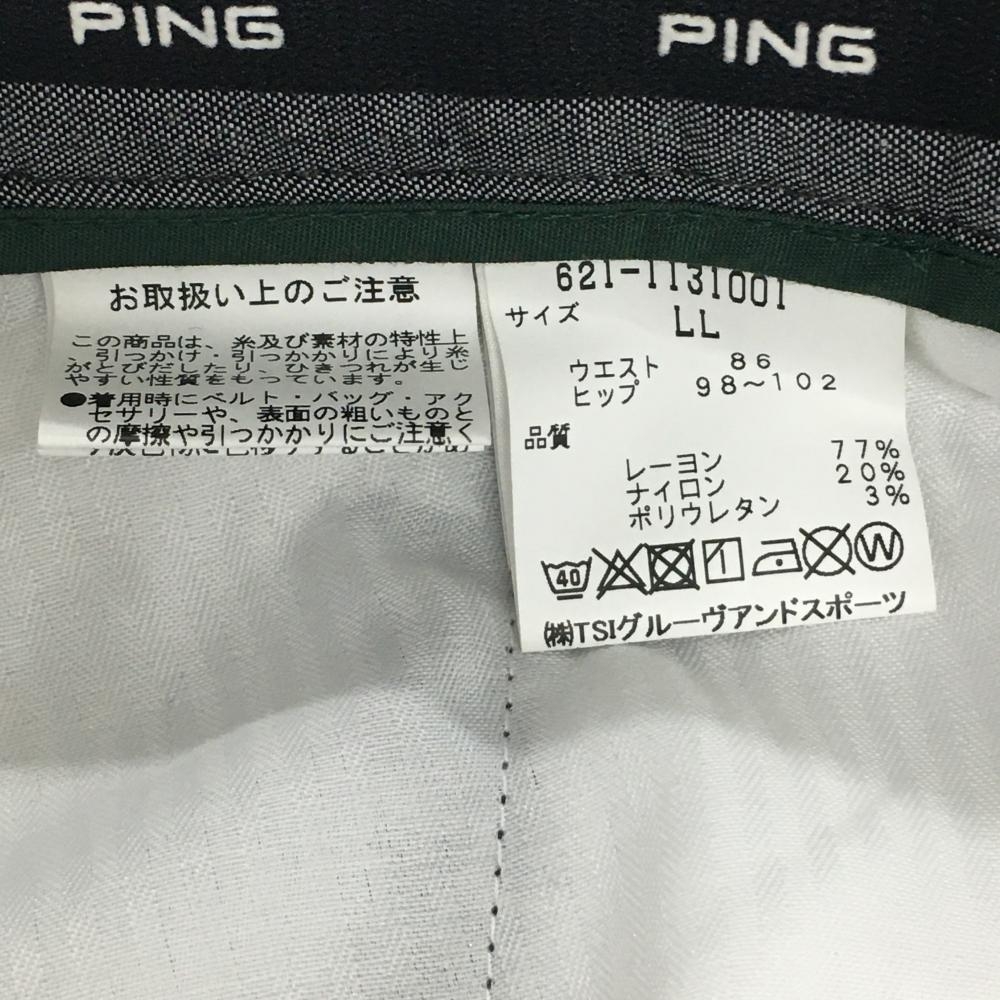 PING
PING
お取扱い上のご注意
この商品は、糸及び素材の特性上
、引っかけ・引っかかりにより糸
がとびだしたり、ひきつれが生じ
やすい性質をもっています。
●着用時にベルト・バッグ・アク
セサリーや、表面の粗いものと
の摩擦や引っかかりにご注意く
621-1131001
サイズ LL
ウエスト 86
ヒップ 98～102
品質
レーヨン 77%
ナイロン 20%
ポリウレタン 3%
40
W
㈱TSIグルーヴアンドスポーツ